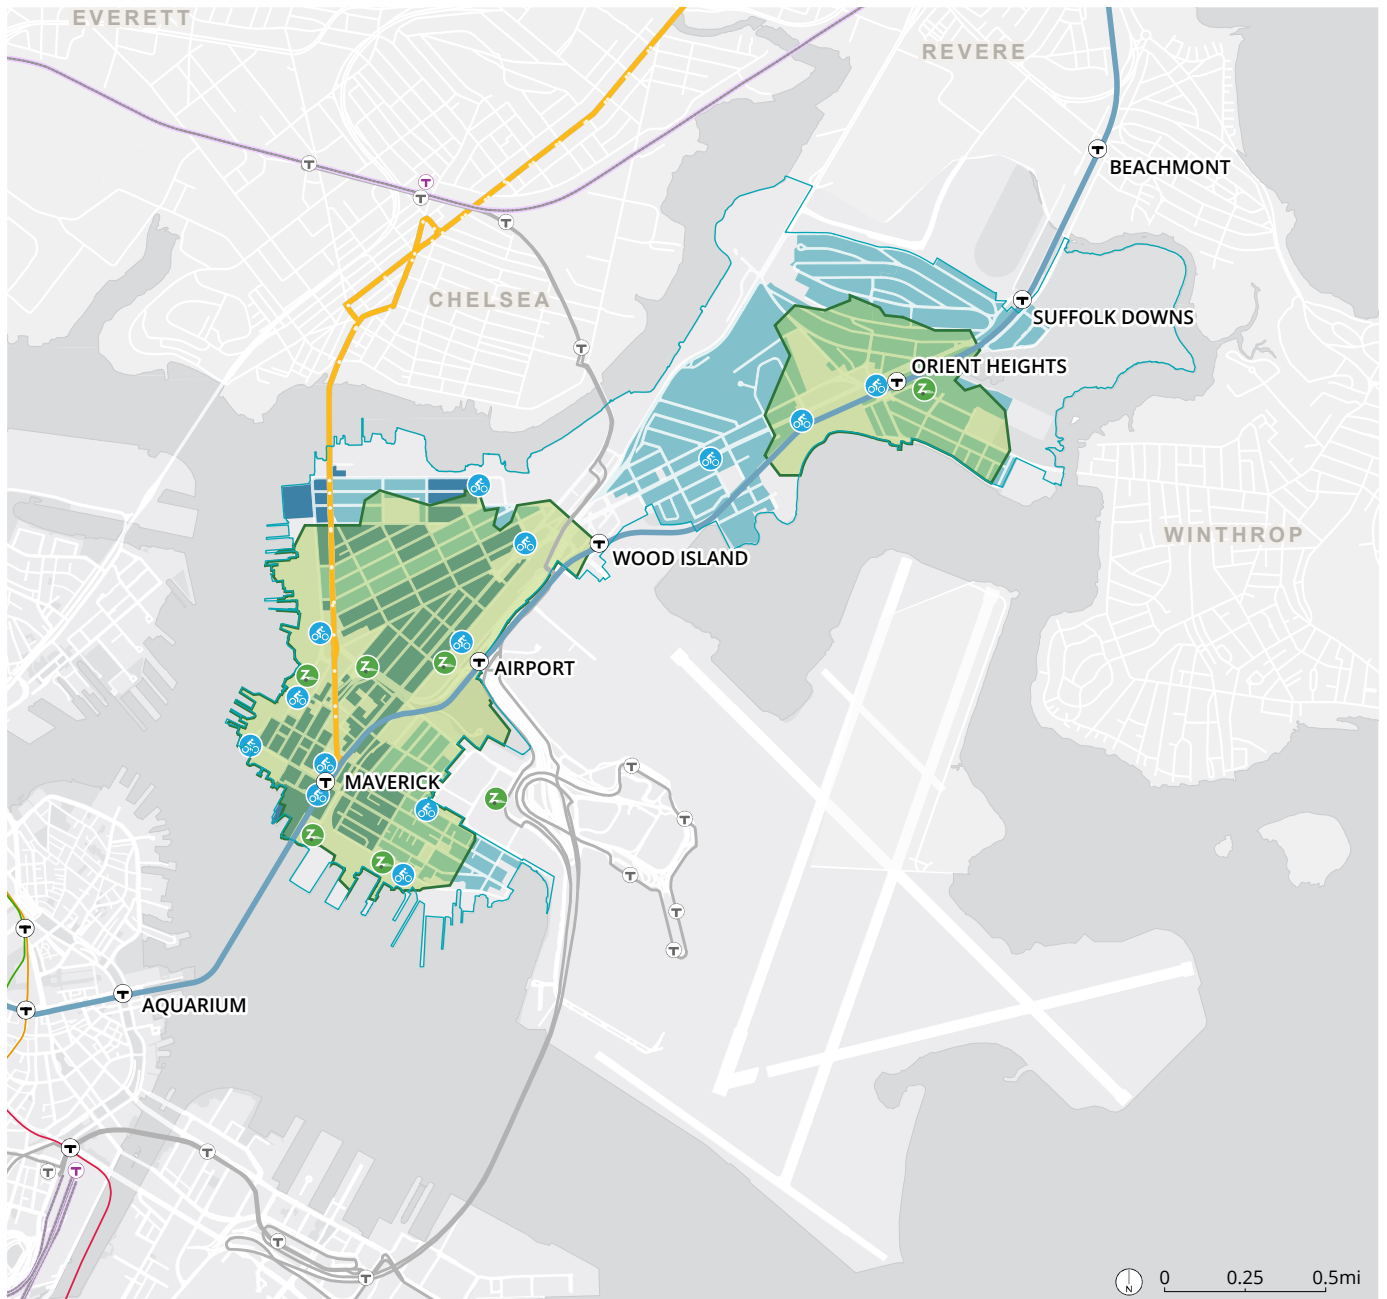 EVERETT
REVERE
BEACHMONT
CHELSEA
SUFFOLK DOWNS
ORIENT HEIGHTS
WINTHROP
WOOD ISLAND
AIRPORT
MAVERICK
AQUARIUM
0 0.25 0.5mi
N